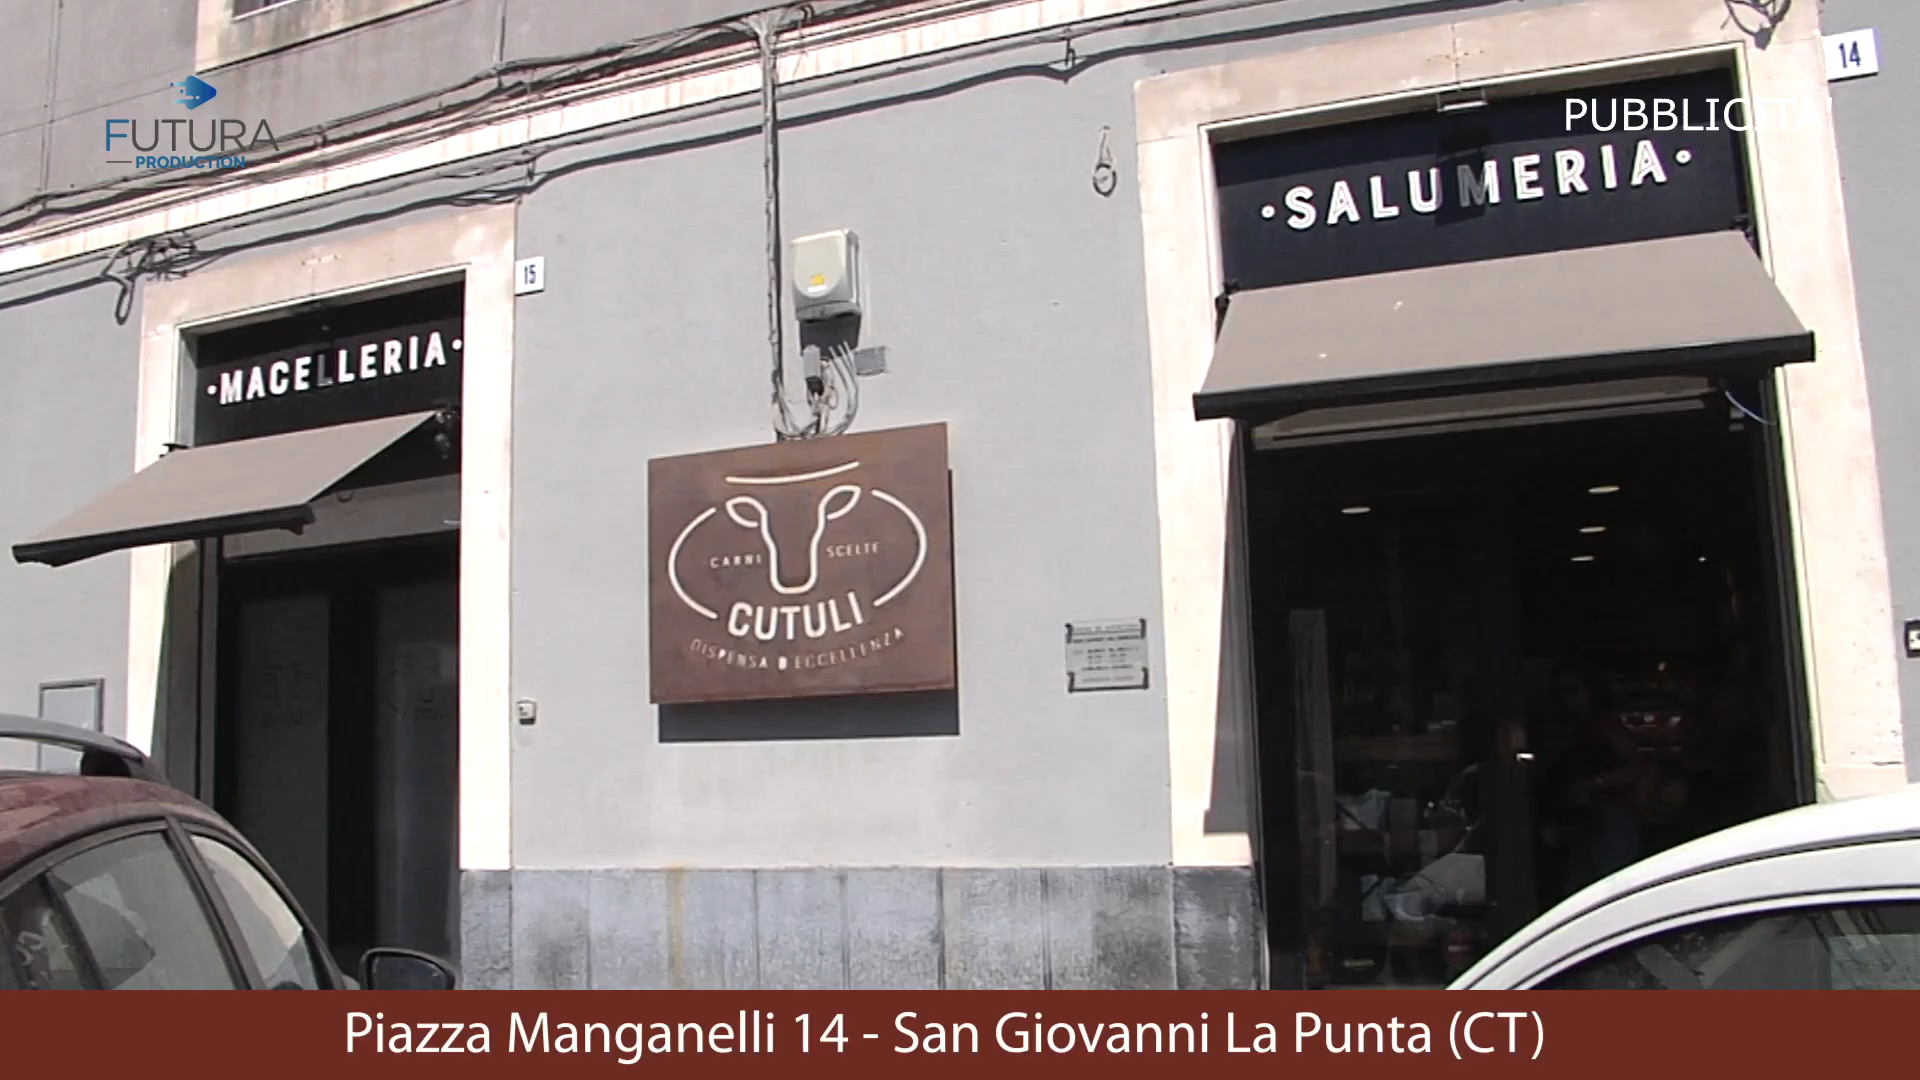 FUTURA
PRODUCTION
PUBBLICITA'
14
•SALUMERIA•
15
•MACELLERIA•
CARNI SCELTE
CUTULI
DISPENSA D'ECCELLENZA
Piazza Manganelli 14 - San Giovanni La Punta (CT)